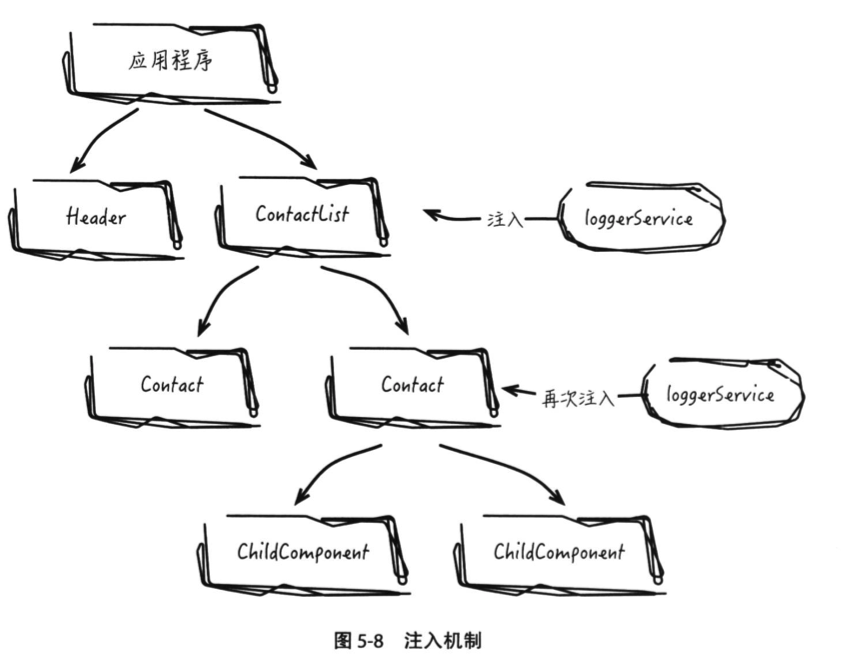 应用程序
Header
ContactList
注入
loggerService
Contact
Contact
再次注入
loggerService
ChildComponent
ChildComponent
图 5-8 注入机制